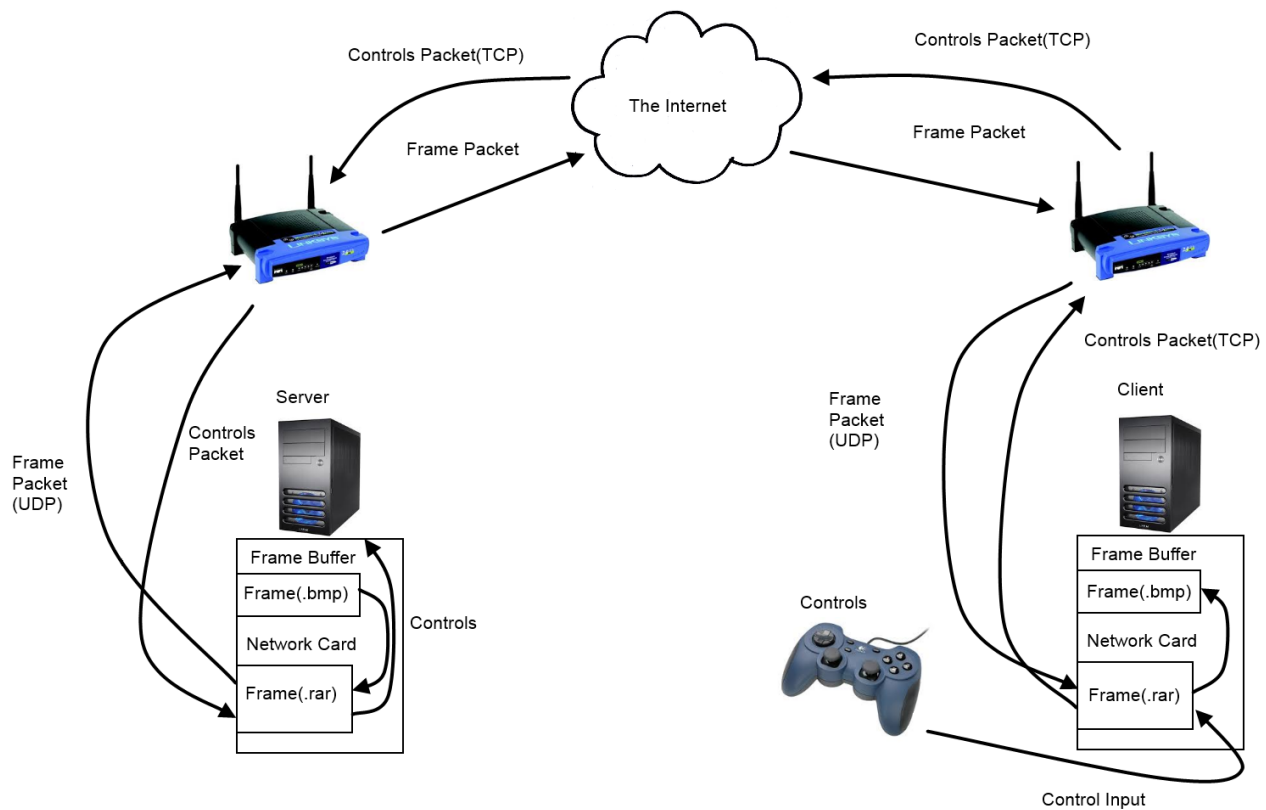 Controls Packet(TCP)
Controls Packet(TCP)
The Internet
Frame Packet
Frame Packet
LINKSYS
LINKSYS
Controls Packet(TCP)
Server
Client
Frame
Packet
(UDP)
Controls
Packet
Frame
Packet
(UDP)
Frame Buffer
Frame(.bmp)
Controls
Network Card
Frame(.rar)
Controls
Frame Buffer
Frame(.bmp)
Network Card
Frame(.rar)
Control Input